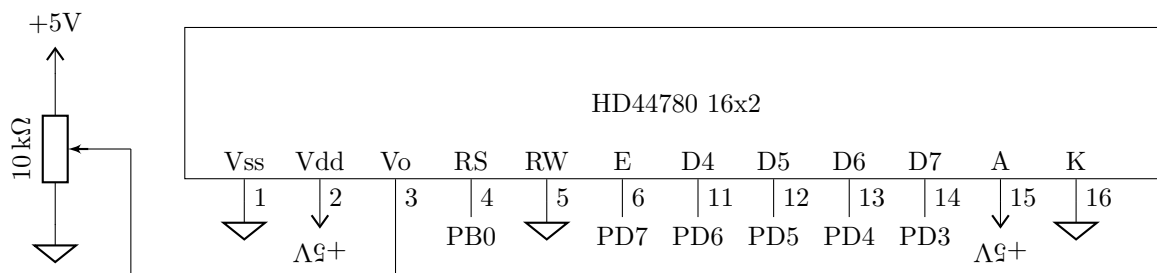 +5V
10 kΩ
HD44780 16x2
Vss Vdd Vo RS RW E D4 D5 D6 D7 A K
1 2 3 4 5 6 11 12 13 14 15 16
+5V PB0 PD7 PD6 PD5 PD4 PD3 +5V